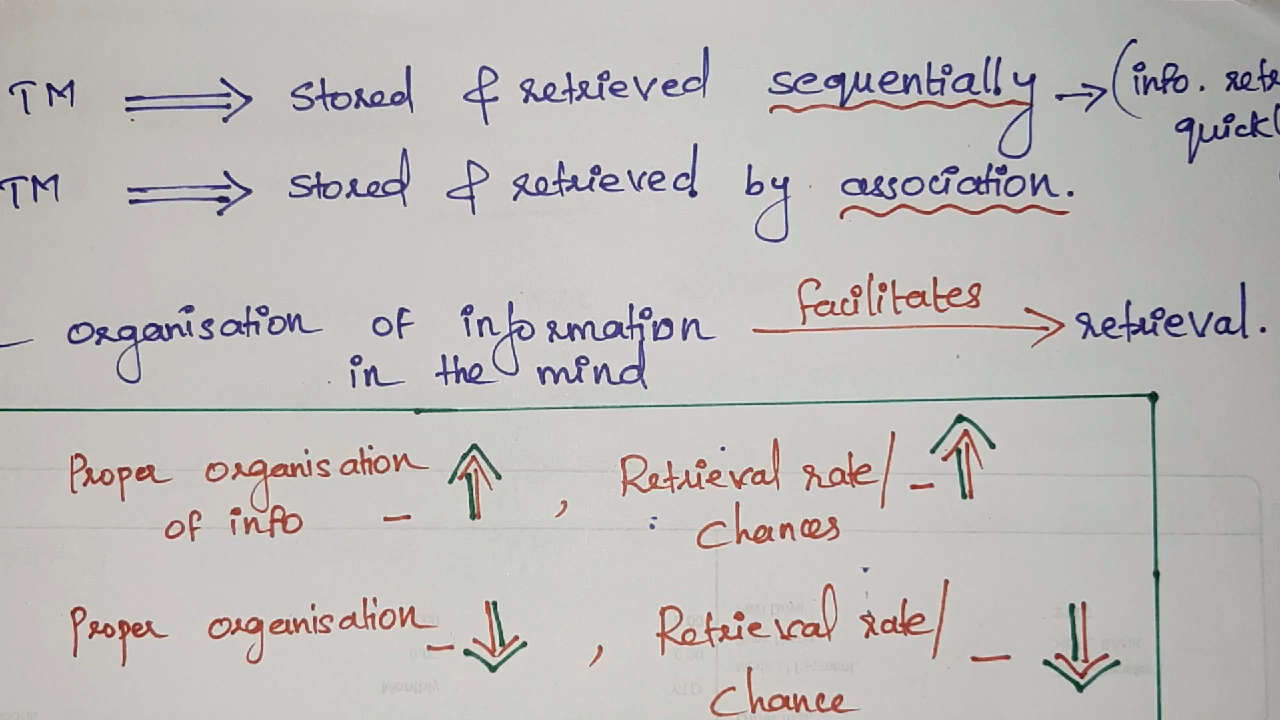 TM ⟹ Stored & retrieved sequentially → (info. retr
quickl
TM ⟹ Stored & retrieved by association.
– organisation of information facilitates → retrieval.
in the mind
Proper organisation – ⇑, Retrieval rate/ – ⇑
of info chances
Proper organisation – ⇓, Retrieval rate/ – ⇓
Chance